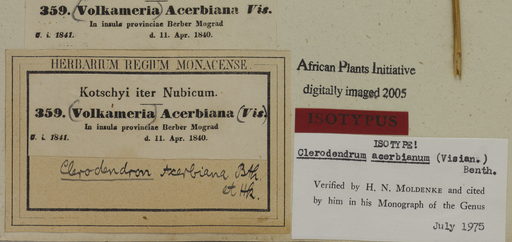 359. (Volkameria) Acerbiana Vis.
In insula provinciae Berber Mograd
U. i. 1841. d. 11. Apr. 1840.
HERBARIUM REGIUM MONACENSE.
Kotschyi iter Nubicum.
359. (Volkameria) Acerbiana (Vis)
In insula provinciae Berber Mograd
U. i. 1841. d. 11. Apr. 1840.
Clerodendron Acerbiana Bth.
et Hk.
African Plants Initiative
digitally imaged 2005
ISOTYPUS
ISOTYPE!
Clerodendrum acerbianum (Visian.)
Benth.
Verified by H. N. MOLDENKE and cited
by him in his Monograph of the Genus
July 1975